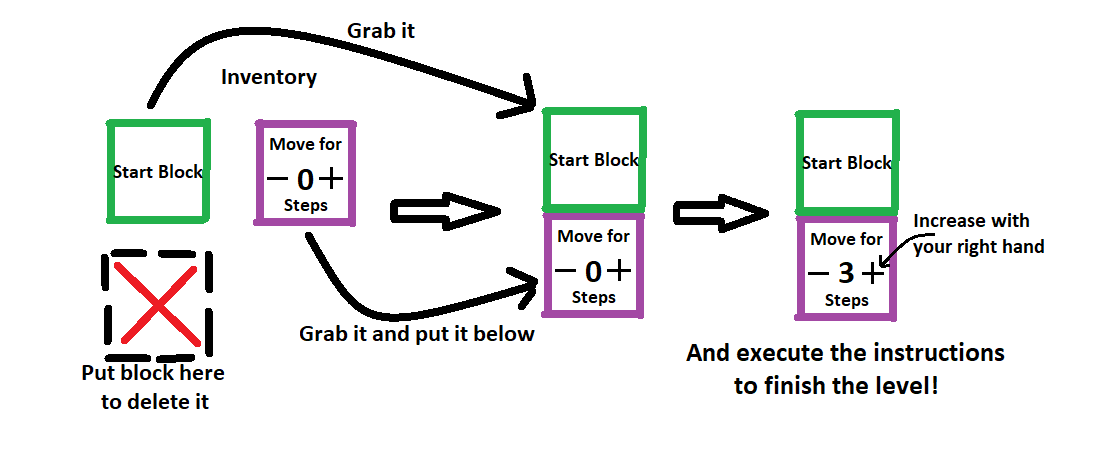 Grab it
Inventory
Start Block
Move for
- 0 +
Steps
Put block here
to delete it
Grab it and put it below
Start Block
Move for
- 0 +
Steps
Start Block
Move for
- 3 +
Steps
Increase with
your right hand
And execute the instructions
to finish the level!